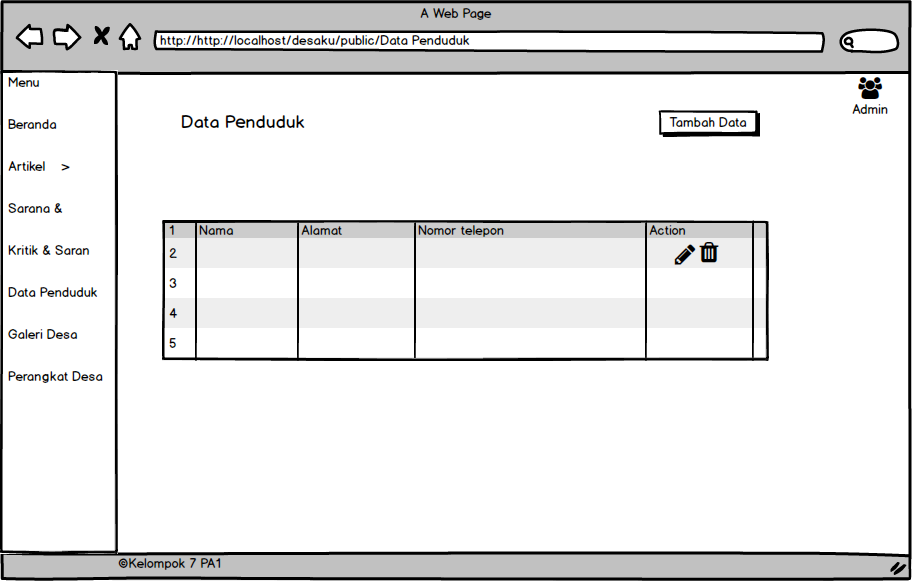 A Web Page
http://http://localhost/desaku/public/Data Penduduk
Menu
Beranda
Artikel >
Sarana &
Kritik & Saran
Data Penduduk
Galeri Desa
Perangkat Desa
Admin
Data Penduduk
Tambah Data
1 Nama Alamat Nomor telepon Action
2
3
4
5
©Kelompok 7 PA1